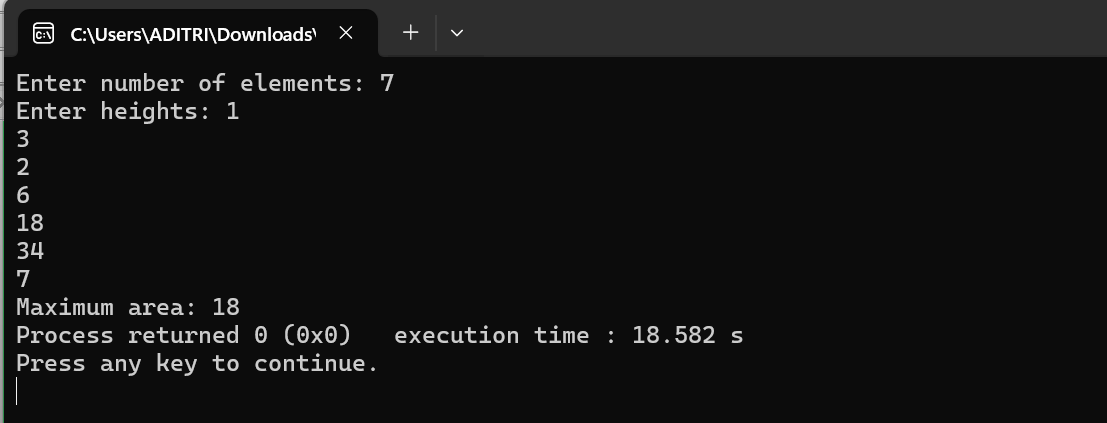 C:\Users\ADITRI\Downloads\
Enter number of elements: 7
Enter heights: 1
3
2
6
18
34
7
Maximum area: 18
Process returned 0 (0x0)   execution time : 18.582 s
Press any key to continue.